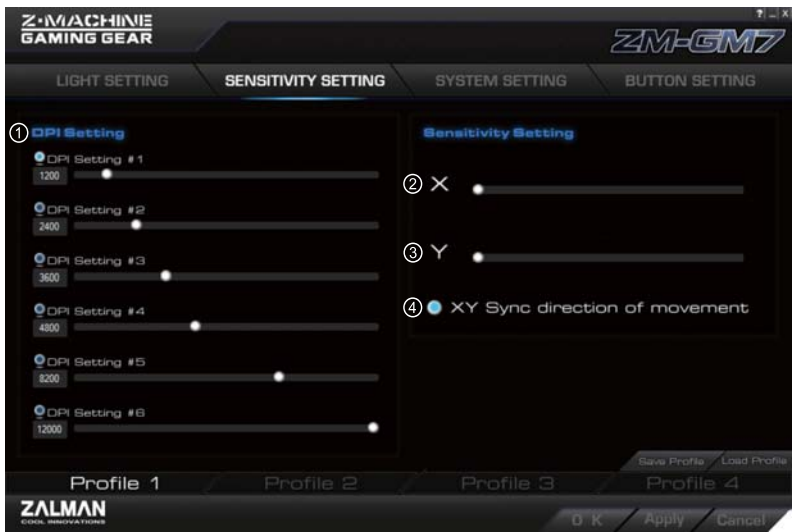 Z-MACHINE
GAMING GEAR
? _ X
ZM-GM7
LIGHT SETTING SENSITIVITY SETTING SYSTEM SETTING BUTTON SETTING
① DPI Setting
DPI Setting #1
1200
DPI Setting #2
2400
DPI Setting #3
3600
DPI Setting #4
4800
DPI Setting #5
8200
DPI Setting #6
12000
Sensitivity Setting
② X
③ Y
④ XY Sync direction of movement
Save Profile Load Profile
Profile 1 Profile 2 Profile 3 Profile 4
ZALMAN
COOL INNOVATIONS
OK Apply Cancel